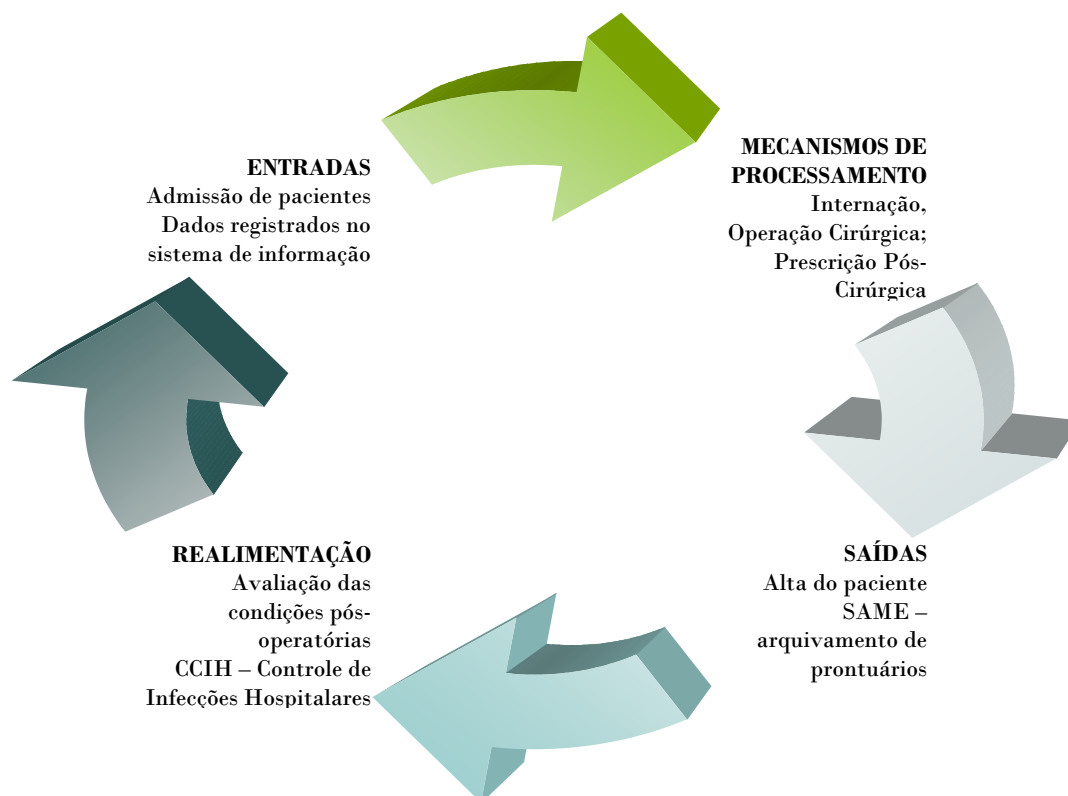 ENTRADAS
Admissão de pacientes
Dados registrados no
sistema de informação
MECANISMOS DE
PROCESSAMENTO
Internação,
Operação Cirúrgica;
Prescrição Pós-
Cirúrgica
SAÍDAS
Alta do paciente
SAME –
arquivamento de
prontuários
REALIMENTAÇÃO
Avaliação das
condições pós-
operatórias
CCIH – Controle de
Infecções Hospitalares